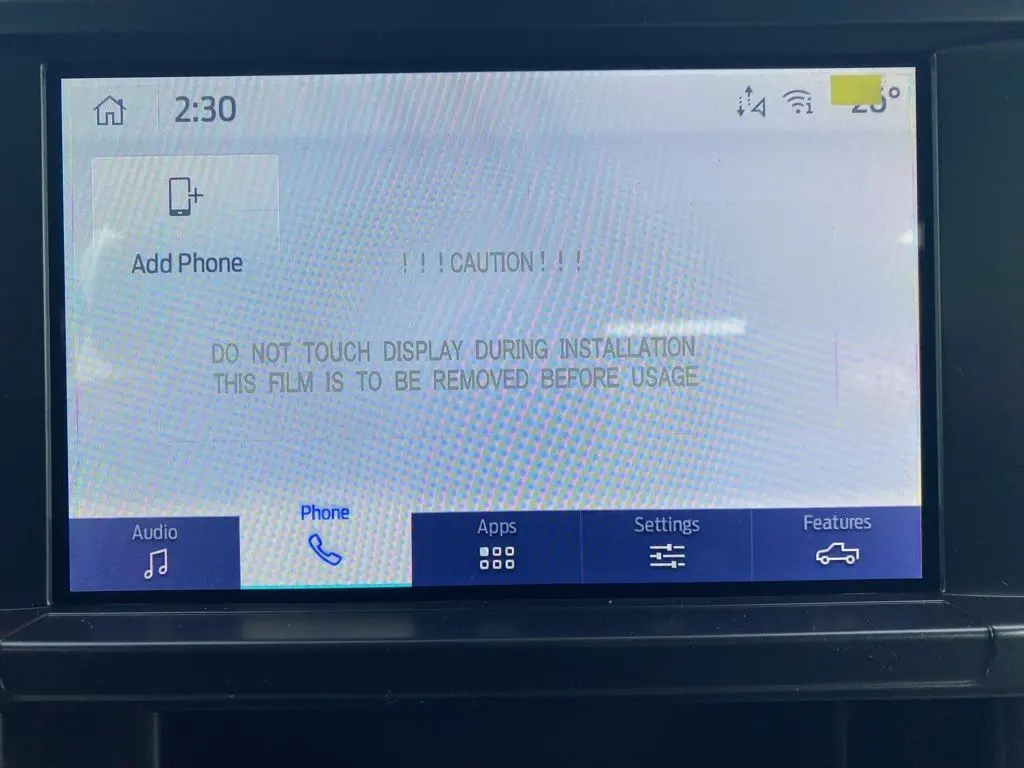 2:30
Add Phone
! ! ! CAUTION ! ! !
DO NOT TOUCH DISPLAY DURING INSTALLATION
THIS FILM IS TO BE REMOVED BEFORE USAGE
Audio
Phone
Apps
Settings
Features